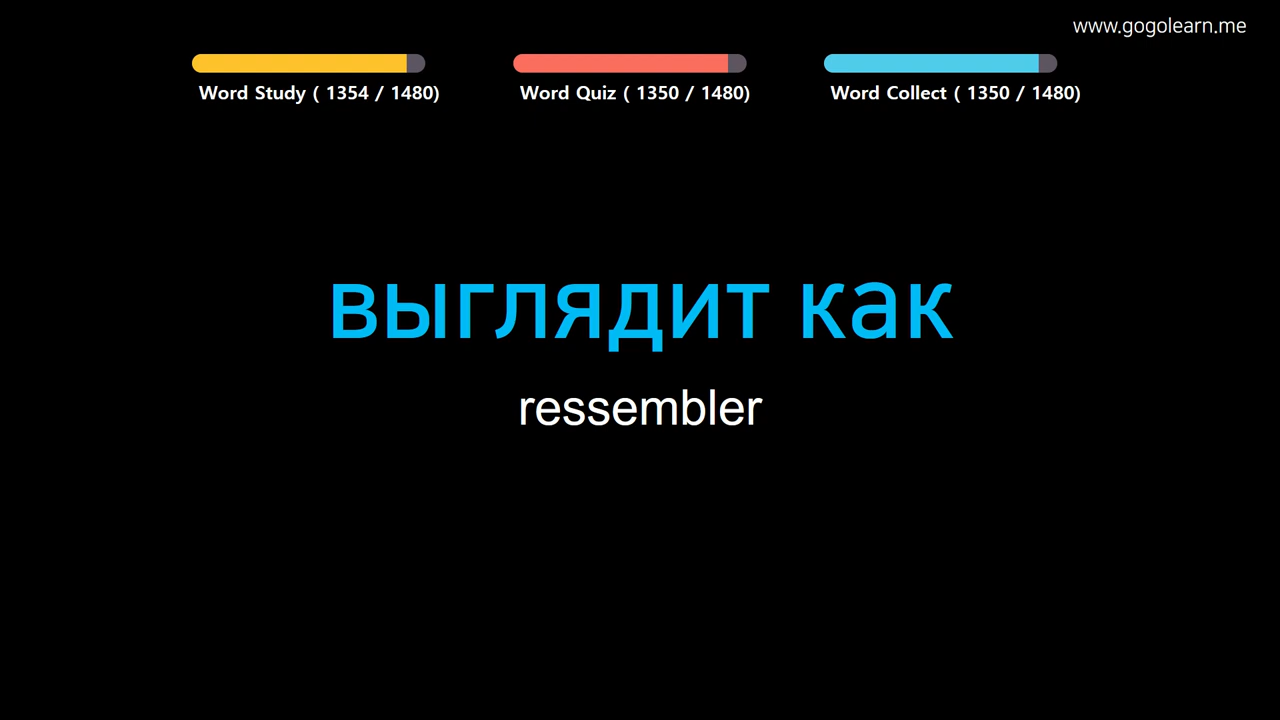 www.gogolearn.me
Word Study ( 1354 / 1480)
Word Quiz ( 1350 / 1480)
Word Collect ( 1350 / 1480)
выглядит как
ressembler